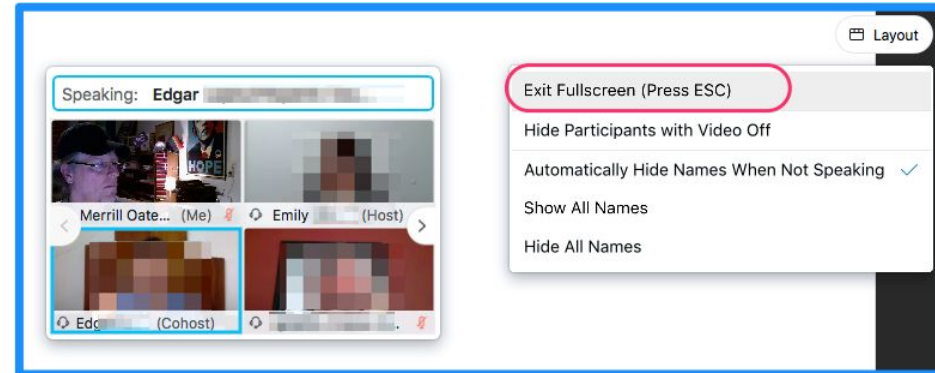 Layout
Speaking: Edgar
HOPE
Merrill Oate... (Me)
Emily (Host)
Edg (Cohost)
Exit Fullscreen (Press ESC)
Hide Participants with Video Off
Automatically Hide Names When Not Speaking
Show All Names
Hide All Names